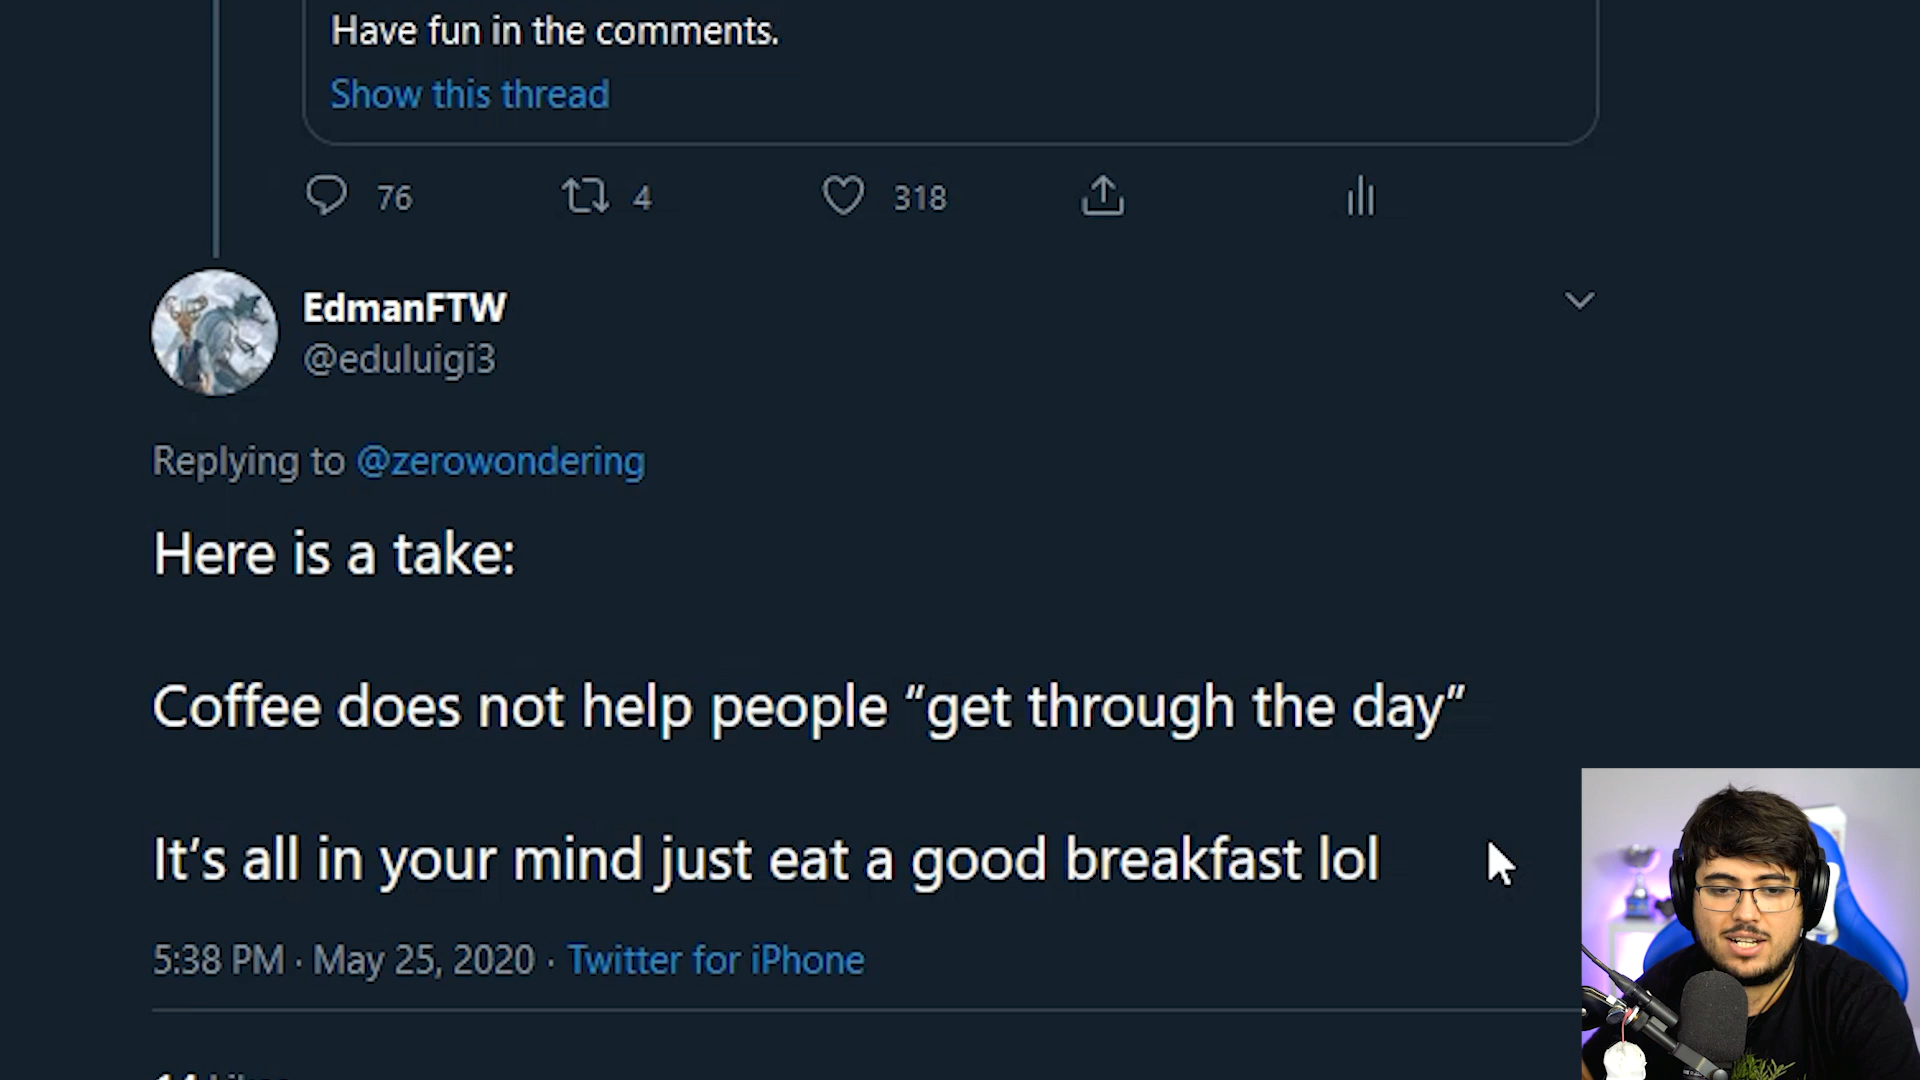 Have fun in the comments.
Show this thread
76 4 318
EdmanFTW
@eduluigi3
Replying to @zerowondering
Here is a take:
Coffee does not help people “get through the day”
It’s all in your mind just eat a good breakfast lol
5:38 PM · May 25, 2020 · Twitter for iPhone